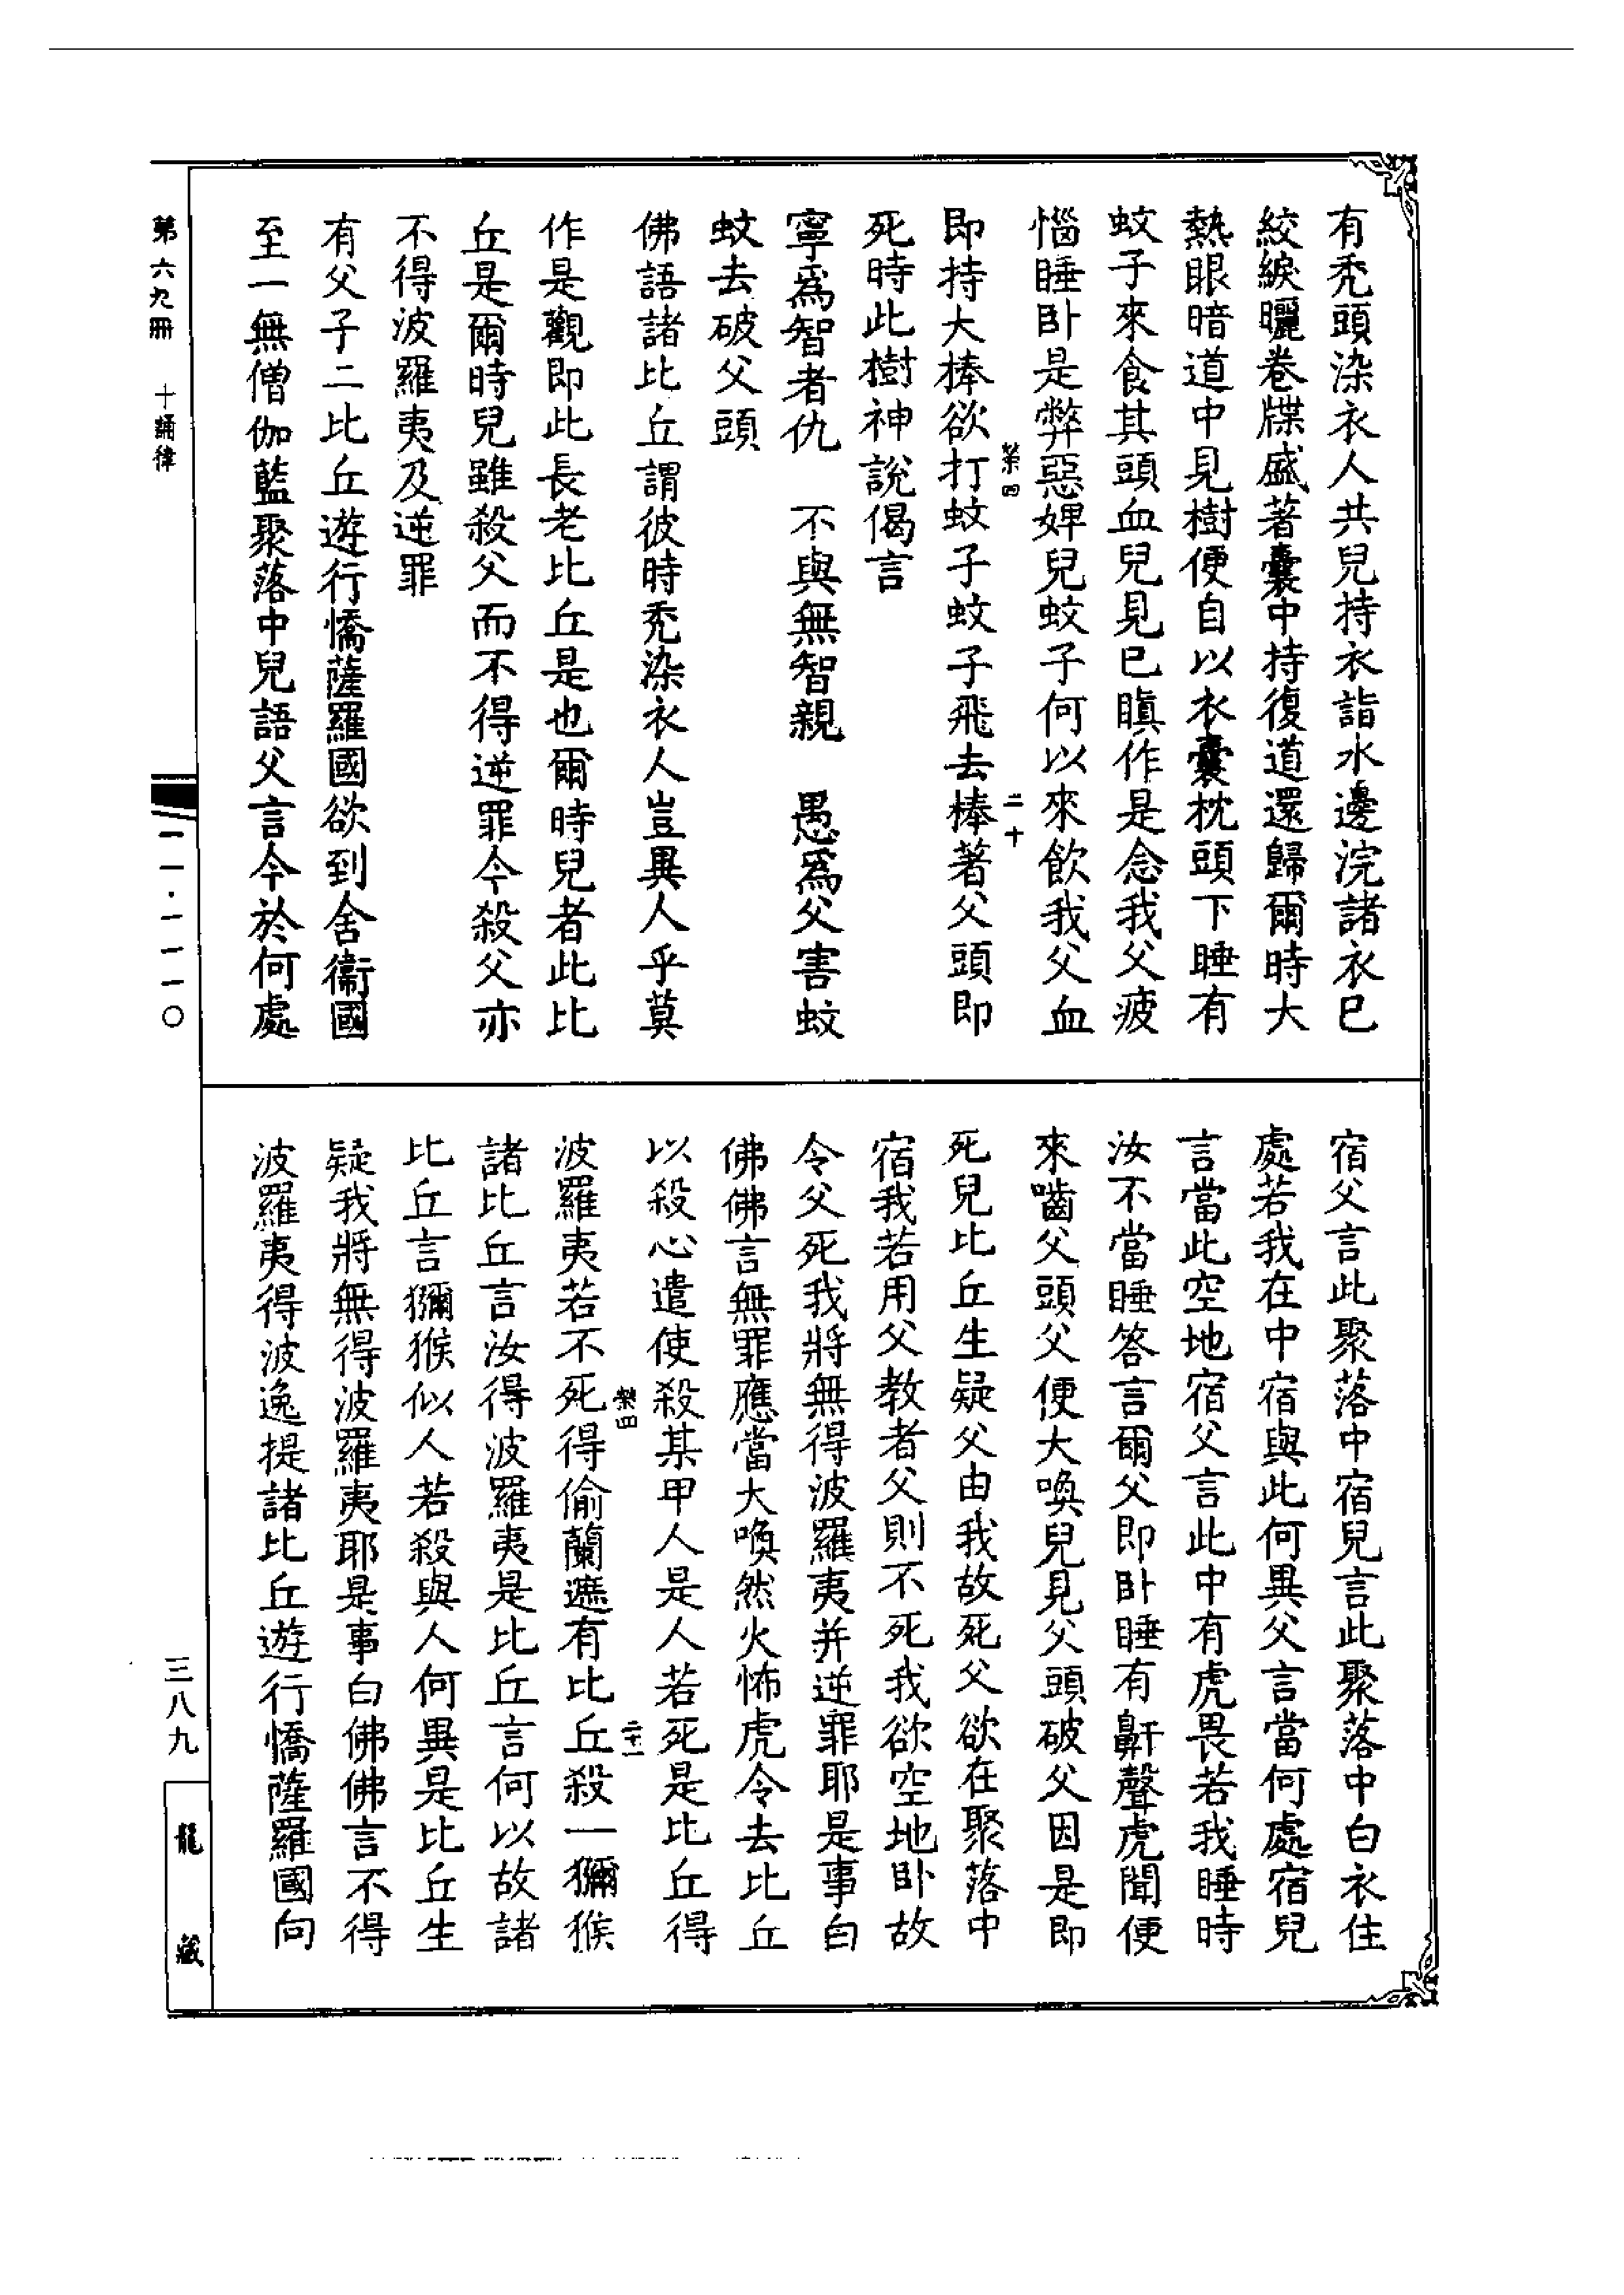 有禿頭染衣人共兒持衣詣水邊浣諸衣已
絞綟曬卷牒盛著囊中持復道還歸爾時大
熱眼暗道中見樹便自以衣囊枕頭下睡有
蚊子來食其頭血兒見已瞋作是念我父疲
惱睡卧是弊惡婢兒蚊子何以來飲我父血
榮四 二十
即持大棒欲打蚊子蚊子飛去棒著父頭即
死時此樹神說偈言
寧爲智者仇 不與無智親 愚爲父害蚊
蚊去破父頭
佛語諸比丘謂彼時禿染衣人豈異人乎莫
作是觀即此長老比丘是也爾時兒者此比
丘是爾時兒雖殺父而不得逆罪今殺父亦
不得波羅夷及逆罪
有父子二比丘遊行憍薩羅國欲到舍衞國
至一無僧伽藍聚落中兒語父言今於何處
宿父言此聚落中宿兒言此聚落中白衣住
處若我在中宿與此何異父言當何處宿兒
言當此空地宿父言此中有虎畏若我睡時
汝不當睡答言爾父即卧睡有鼾聲虎聞便
來嚙父頭父便大喚兒見父頭破父因是即
死兒比丘生疑父由我故死父欲在聚落中
宿我若用父教者父則不死我欲空地卧故
令父死我將無得波羅夷并逆罪耶是事白
佛佛言無罪應當大喚然火怖虎令去比丘
以殺心遣使殺某甲人是人若死是比丘得
榮四 二十一
波羅夷若不死得偷蘭遮有比丘殺一獼猴
諸比丘言汝得波羅夷是比丘言何以故諸
比丘言獼猴似人若殺與人何異是比丘生
疑我將無得波羅夷耶是事白佛佛言不得
波羅夷得波逸提諸比丘遊行憍薩羅國向
第六九冊 十誦律
一一·一一一〇
三八九
龍藏